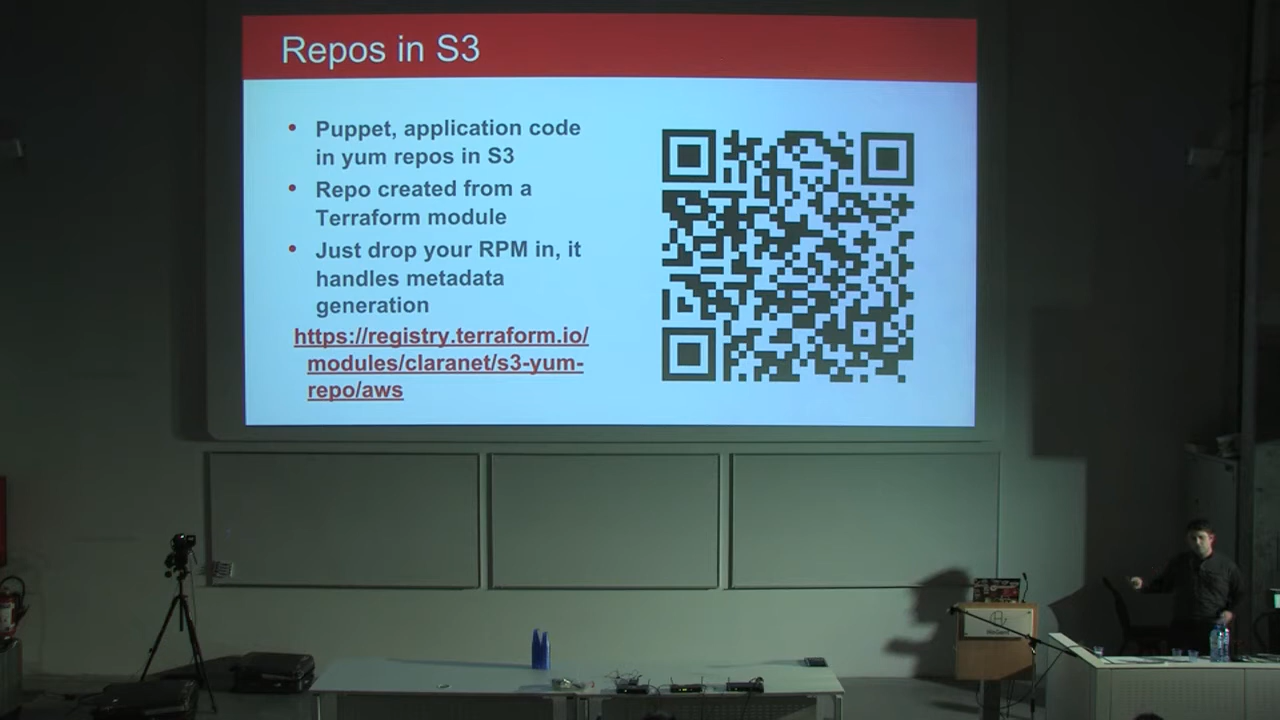 Repos in S3
• Puppet, application code
in yum repos in S3
• Repo created from a
Terraform module
• Just drop your RPM in, it
handles metadata
generation
https://registry.terraform.io/
modules/claranet/s3-yum-
repo/aws